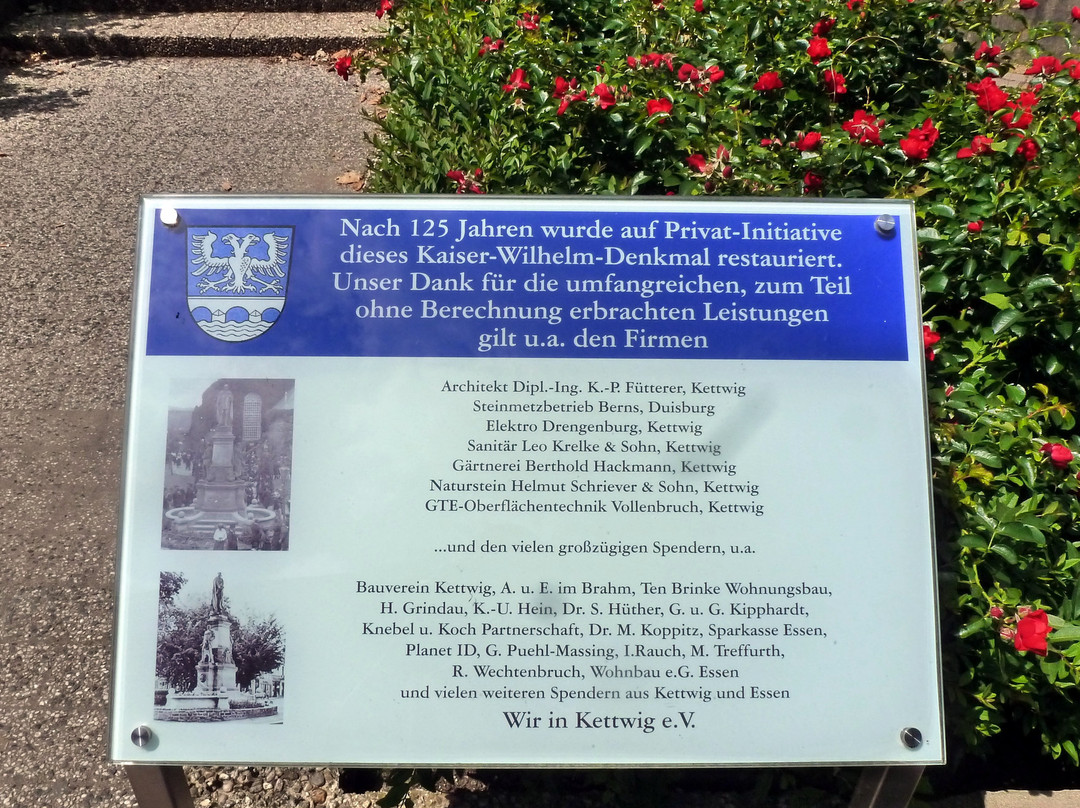 Nach 125 Jahren wurde auf Privat-Initiative
dieses Kaiser-Wilhelm-Denkmal restauriert.
Unser Dank für die umfangreichen, zum Teil
ohne Berechnung erbrachten Leistungen
gilt u.a. den Firmen
Architekt Dipl.-Ing. K.-P. Fütterer, Kettwig
Steinmetzbetrieb Berns, Duisburg
Elektro Drengenburg, Kettwig
Sanitär Leo Krelke & Sohn, Kettwig
Gärtnerei Berthold Hackmann, Kettwig
Naturstein Helmut Schriever & Sohn, Kettwig
GTE-Oberflächentechnik Vollenbruch, Kettwig
...und den vielen großzügigen Spendern, u.a.
Bauverein Kettwig, A. u. E. im Brahm, Ten Brinke Wohnungsbau,
H. Grindau, K.-U. Hein, Dr. S. Hüther, G. u. G. Kipphardt,
Knebel u. Koch Partnerschaft, Dr. M. Koppitz, Sparkasse Essen,
Planet ID, G. Puehl-Massing, I.Rauch, M. Treffurth,
R. Wechtenbruch, Wohnbau e.G. Essen
und vielen weiteren Spendern aus Kettwig und Essen
Wir in Kettwig e.V.